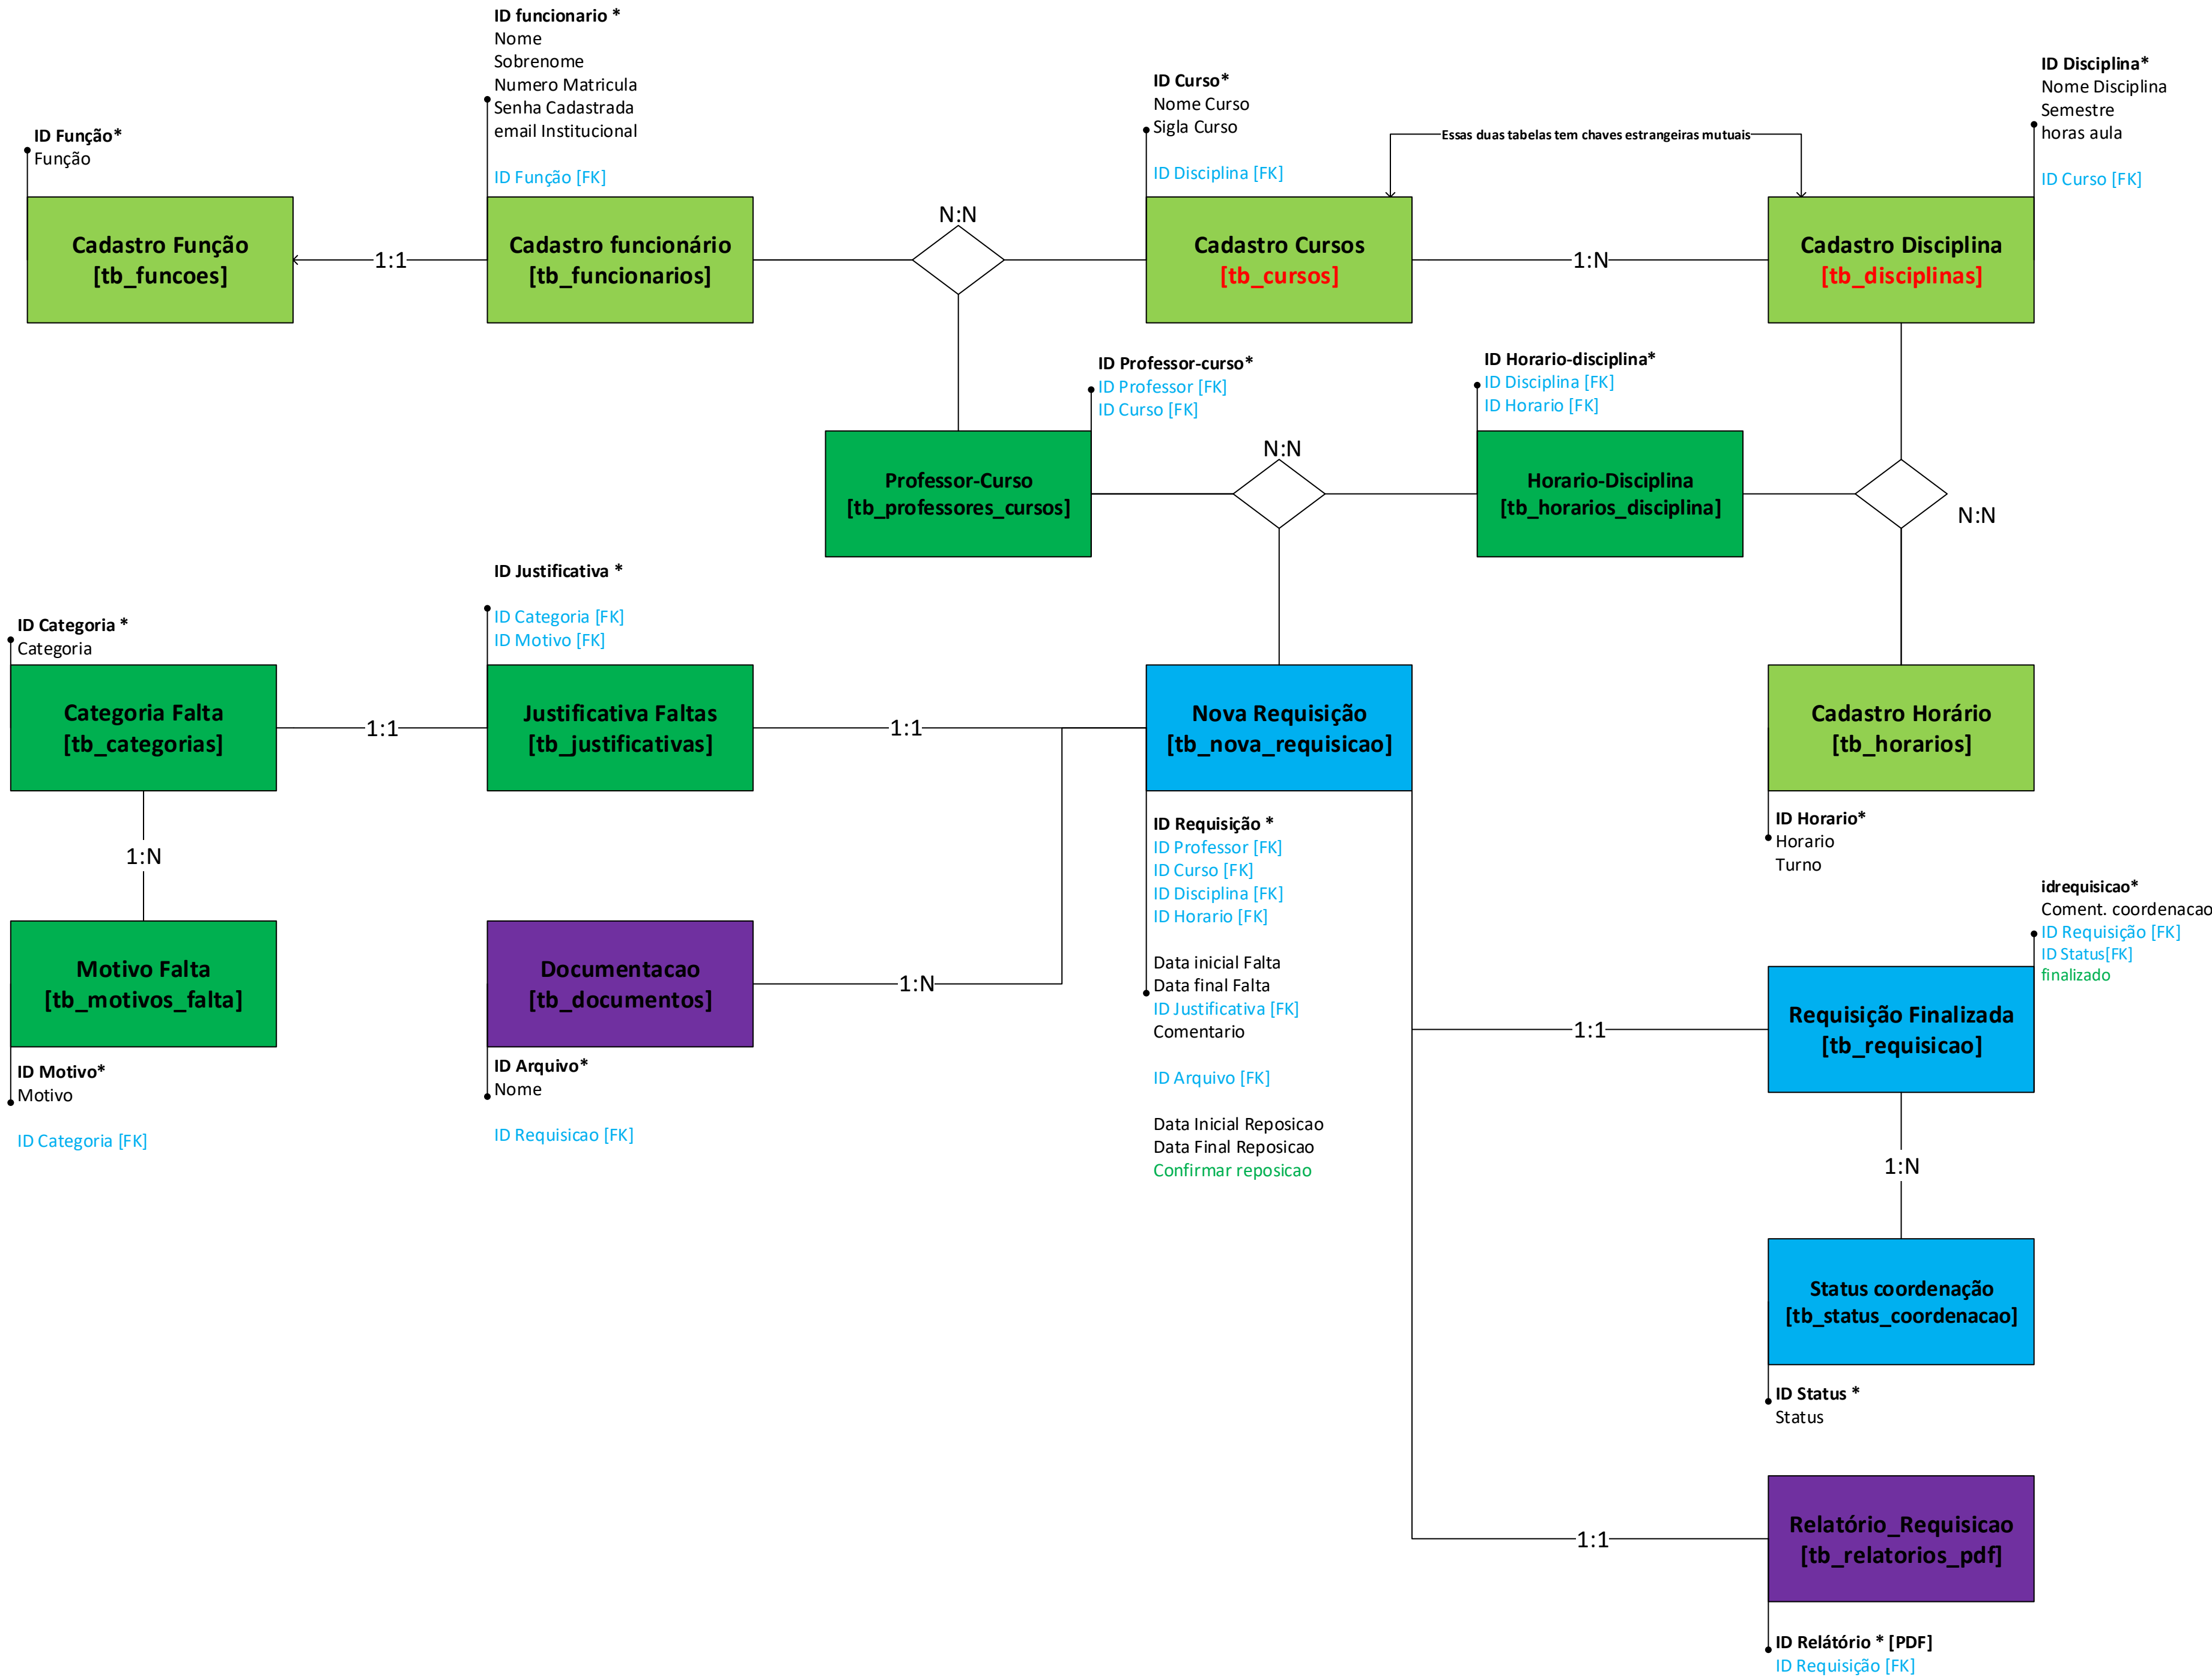 ID funcionario *
Nome
Sobrenome
Numero Matricula
Senha Cadastrada
email Institucional
ID Função [FK]
ID Função*
Função
ID Curso*
Nome Curso
Sigla Curso
ID Disciplina [FK]
Essas duas tabelas tem chaves estrangeiras mutuais
ID Disciplina*
Nome Disciplina
Semestre
horas aula
ID Curso [FK]
Cadastro Função
[tb_funcoes]
1:1
Cadastro funcionário
[tb_funcionarios]
N:N
Cadastro Cursos
[tb_cursos]
1:N
Cadastro Disciplina
[tb_disciplinas]
ID Professor-curso*
ID Professor [FK]
ID Curso [FK]
ID Horario-disciplina*
ID Disciplina [FK]
ID Horario [FK]
Professor-Curso
[tb_professores_cursos]
N:N
Horario-Disciplina
[tb_horarios_disciplina]
N:N
ID Justificativa *
ID Categoria [FK]
ID Motivo [FK]
ID Categoria *
Categoria
Categoria Falta
[tb_categorias]
1:1
Justificativa Faltas
[tb_justificativas]
1:1
Nova Requisição
[tb_nova_requisicao]
Cadastro Horário
[tb_horarios]
ID Horario*
Horario
Turno
1:N
ID Requisição *
ID Professor [FK]
ID Curso [FK]
ID Disciplina [FK]
ID Horario [FK]
Data inicial Falta
Data final Falta
ID Justificativa [FK]
Comentario
ID Arquivo [FK]
Data Inicial Reposicao
Data Final Reposicao
Confirmar reposicao
idrequisicao*
Coment. coordenacao
ID Requisição [FK]
ID Status[FK]
finalizado
Motivo Falta
[tb_motivos_falta]
Documentacao
[tb_documentos]
1:N
1:1
Requisição Finalizada
[tb_requisicao]
ID Motivo*
Motivo
ID Categoria [FK]
ID Arquivo*
Nome
ID Requisicao [FK]
1:N
Status coordenação
[tb_status_coordenacao]
ID Status *
Status
1:1
Relatório_Requisicao
[tb_relatorios_pdf]
ID Relátório * [PDF]
ID Requisição [FK]